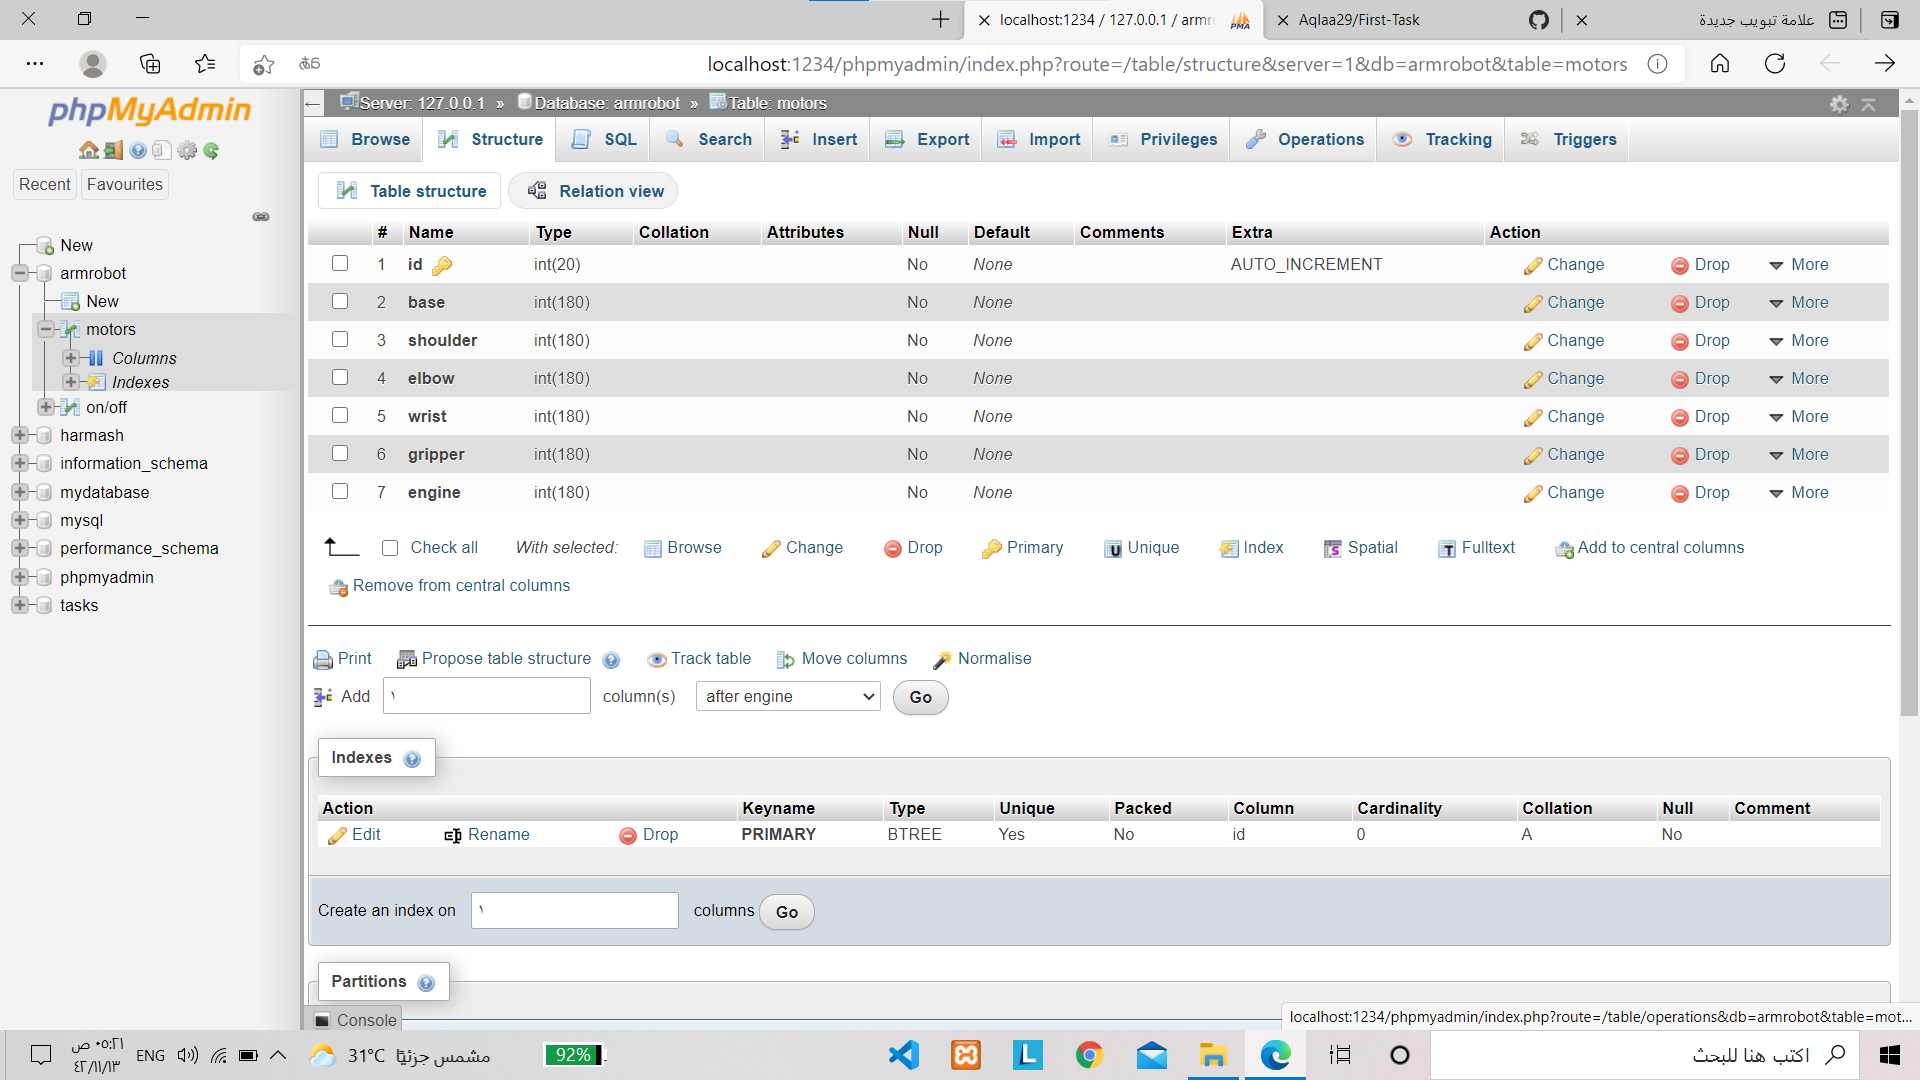 localhost:1234 / 127.0.0.1 / armr
Aqlaa29/First-Task
علامة تبويب جديدة
localhost:1234/phpmyadmin/index.php?route=/table/structure&server=1&db=armrobot&table=motors
phpMyAdmin
Recent
Favourites
New
armrobot
New
motors
Columns
Indexes
on/off
harmash
information_schema
mydatabase
mysql
performance_schema
phpmyadmin
tasks
Server: 127.0.0.1 » Database: armrobot » Table: motors
Browse Structure SQL Search Insert Export Import Privileges Operations Tracking Triggers
Table structure Relation view
# Name Type Collation Attributes Null Default Comments Extra Action
1 id int(20) No None AUTO_INCREMENT Change Drop More
2 base int(180) No None Change Drop More
3 shoulder int(180) No None Change Drop More
4 elbow int(180) No None Change Drop More
5 wrist int(180) No None Change Drop More
6 gripper int(180) No None Change Drop More
7 engine int(180) No None Change Drop More
Check all With selected: Browse Change Drop Primary Unique Index Spatial Fulltext Add to central columns
Remove from central columns
Print Propose table structure Track table Move columns Normalise
Add ١ column(s) after engine Go
Indexes
Action Keyname Type Unique Packed Column Cardinality Collation Null Comment
Edit Rename Drop PRIMARY BTREE Yes No id 0 A No
Create an index on ١ columns Go
Partitions
Console
localhost:1234/phpmyadmin/index.php?route=/table/operations&db=armrobot&table=mot...
٠٥:٢١ ص
٤٢/١١/١٣
ENG
31°C مشمس جزئيًا
92%
اكتب هنا للبحث